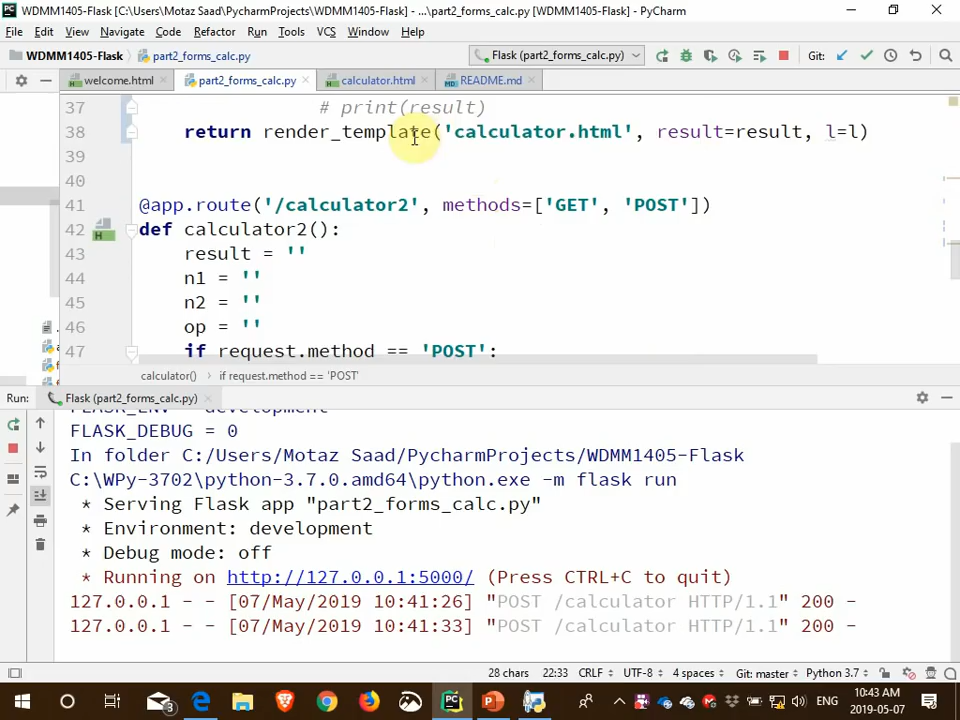 WDMM1405-Flask [C:\Users\Motaz Saad\PycharmProjects\WDMM1405-Flask] - ...\part2_forms_calc.py [WDMM1405-Flask] - PyCharm
File Edit View Navigate Code Refactor Run Tools VCS Window Help
WDMM1405-Flask part2_forms_calc.py Flask (part2_forms_calc.py) Git:
welcome.html part2_forms_calc.py calculator.html README.md
37 # print(result)
38 return render_template('calculator.html', result=result, l=l)
39
40
41 @app.route('/calculator2', methods=['GET', 'POST'])
42 def calculator2():
43 result = ''
44 n1 = ''
45 n2 = ''
46 op = ''
47 if request.method == 'POST':
calculator() if request.method == 'POST'
Run: Flask (part2_forms_calc.py)
FLASK_ENV = development
FLASK_DEBUG = 0
In folder C:/Users/Motaz Saad/PycharmProjects/WDMM1405-Flask
C:\WPy-3702\python-3.7.0.amd64\python.exe -m flask run
* Serving Flask app "part2_forms_calc.py"
* Environment: development
* Debug mode: off
* Running on http://127.0.0.1:5000/ (Press CTRL+C to quit)
127.0.0.1 - - [07/May/2019 10:41:26] "POST /calculator HTTP/1.1" 200 -
127.0.0.1 - - [07/May/2019 10:41:33] "POST /calculator HTTP/1.1" 200 -
28 chars 22:33 CRLF UTF-8 4 spaces Git: master Python 3.7
3 ENG 10:43 AM
2019-05-07